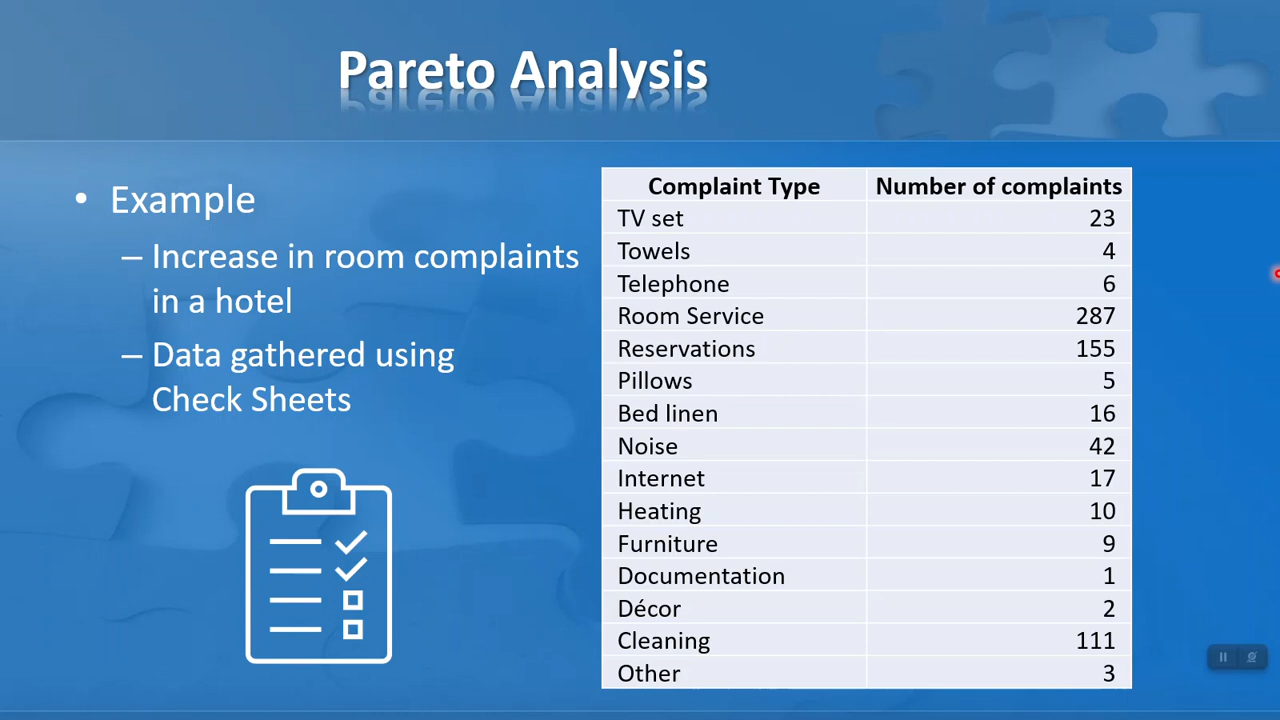 Pareto Analysis
• Example
– Increase in room complaints
in a hotel
– Data gathered using
Check Sheets
Complaint Type Number of complaints
TV set 23
Towels 4
Telephone 6
Room Service 287
Reservations 155
Pillows 5
Bed linen 16
Noise 42
Internet 17
Heating 10
Furniture 9
Documentation 1
Décor 2
Cleaning 111
Other 3